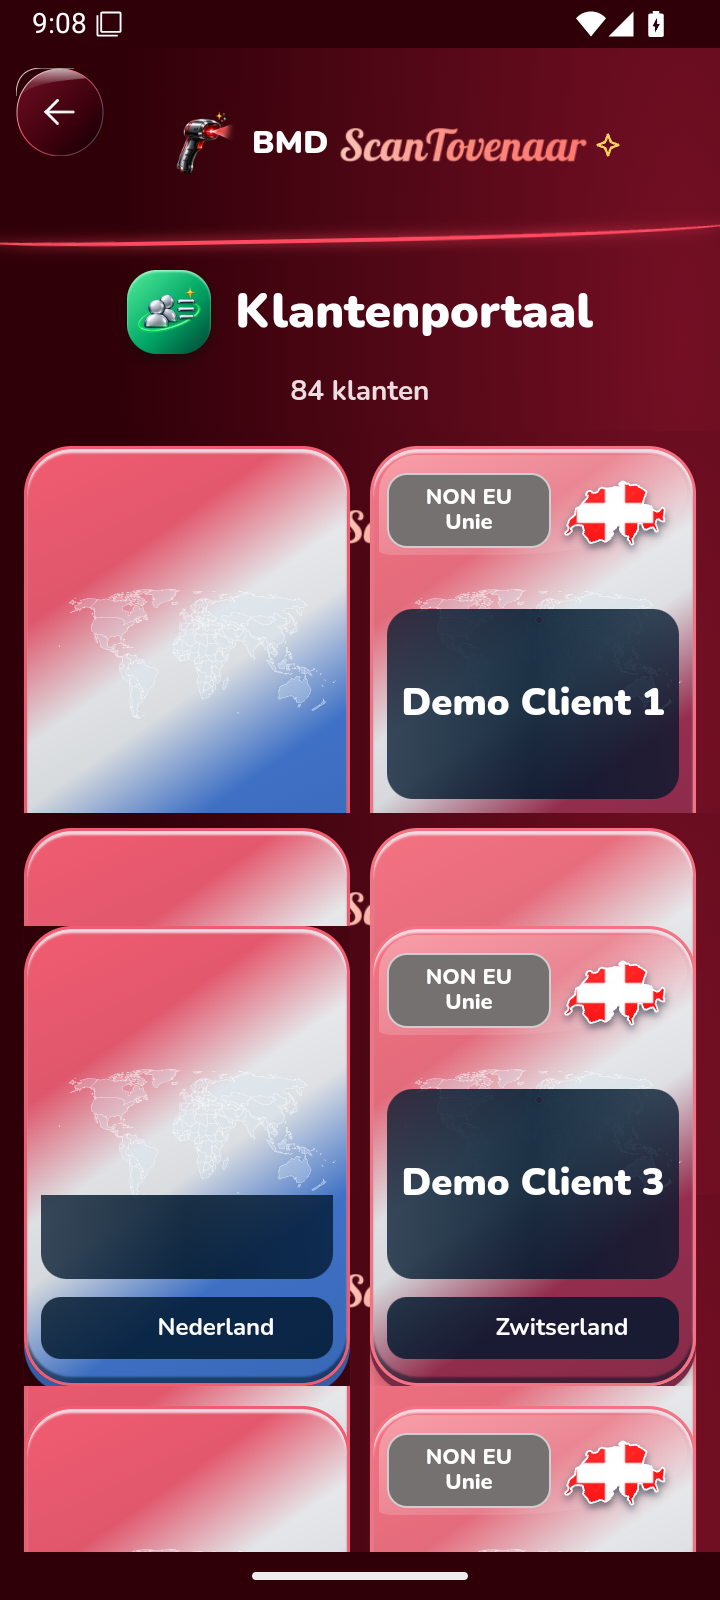 9:08
BMD ScanTovenaar
Klantenportaal
84 klanten
NON EU
Unie
Demo Client 1
NON EU
Unie
Demo Client 3
Nederland
Zwitserland
NON EU
Unie